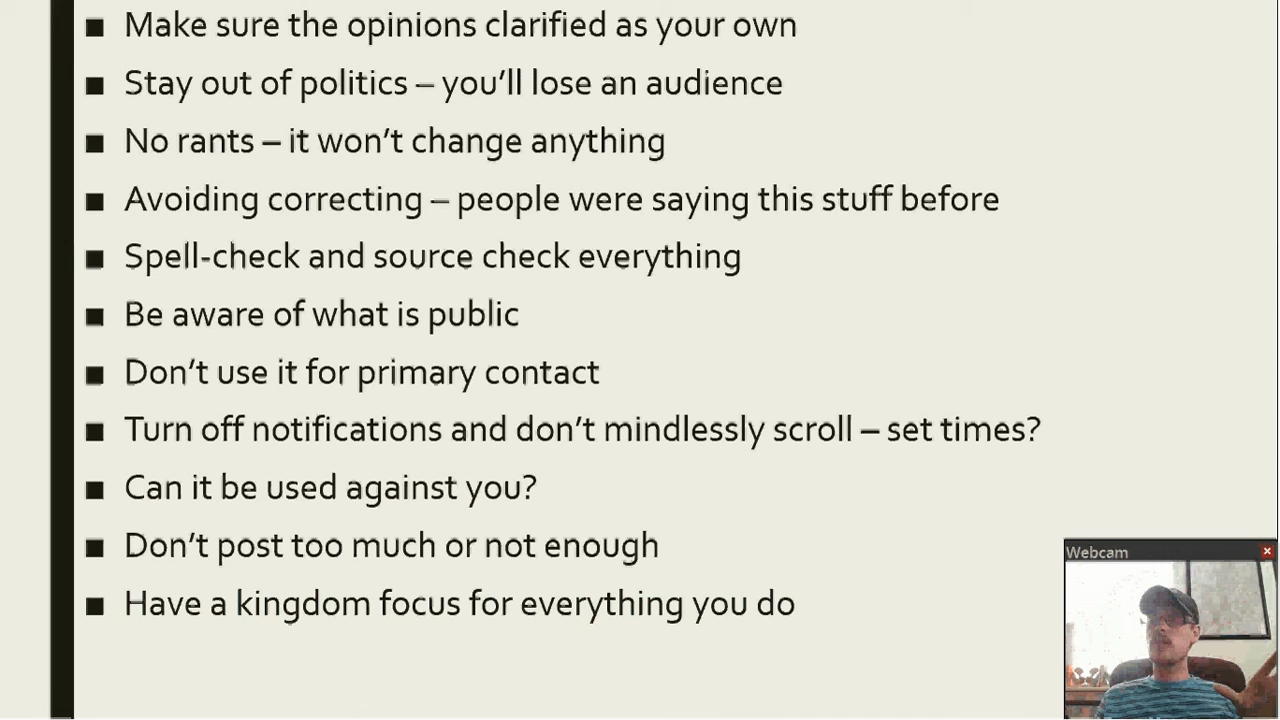 Make sure the opinions clarified as your own
Stay out of politics – you'll lose an audience
No rants – it won't change anything
Avoiding correcting – people were saying this stuff before
Spell-check and source check everything
Be aware of what is public
Don't use it for primary contact
Turn off notifications and don't mindlessly scroll – set times?
Can it be used against you?
Don't post too much or not enough
Have a kingdom focus for everything you do
Webcam